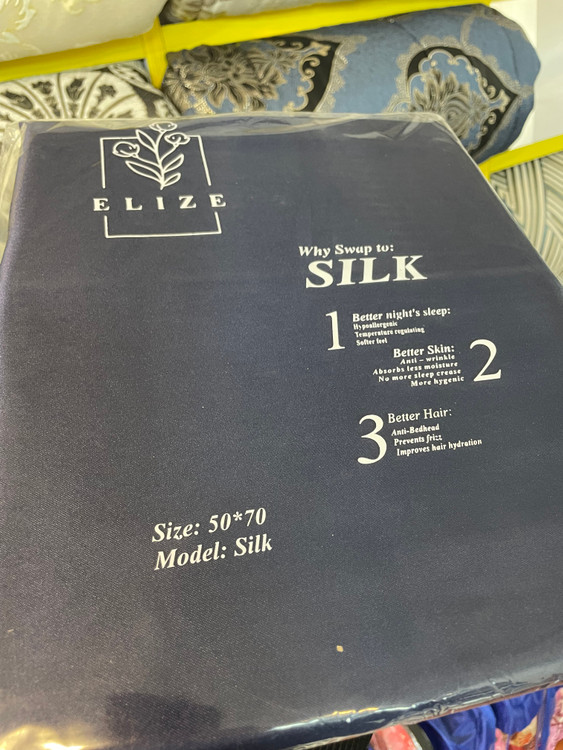 ELIZE
Why Swap to:
SILK
1
Better night's sleep:
Hypoallergenic
Temperature regulating
Softer feel
2
Better Skin:
Anti – wrinkle
Absorbs less moisture
No more sleep crease
More hygenic
3
Better Hair:
Anti-Bedhead
Prevents frizz
Improves hair hydration
Size: 50*70
Model: Silk